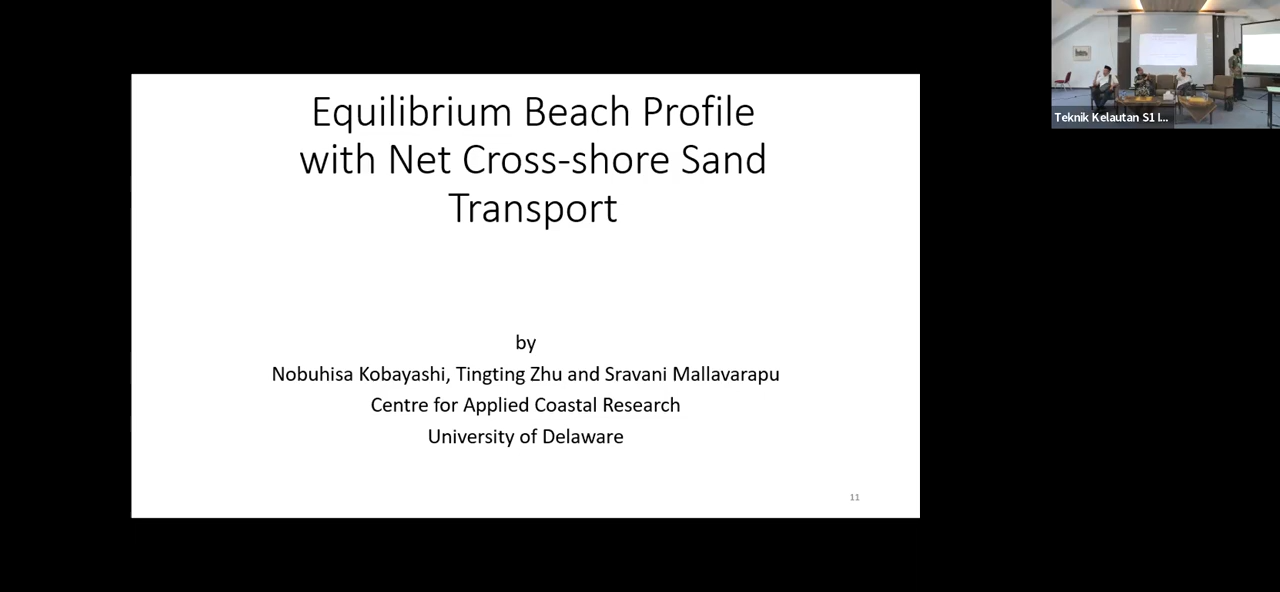 Equilibrium Beach Profile
with Net Cross-shore Sand
Transport
by
Nobuhisa Kobayashi, Tingting Zhu and Sravani Mallavarapu
Centre for Applied Coastal Research
University of Delaware
11
Teknik Kelautan S1 I...